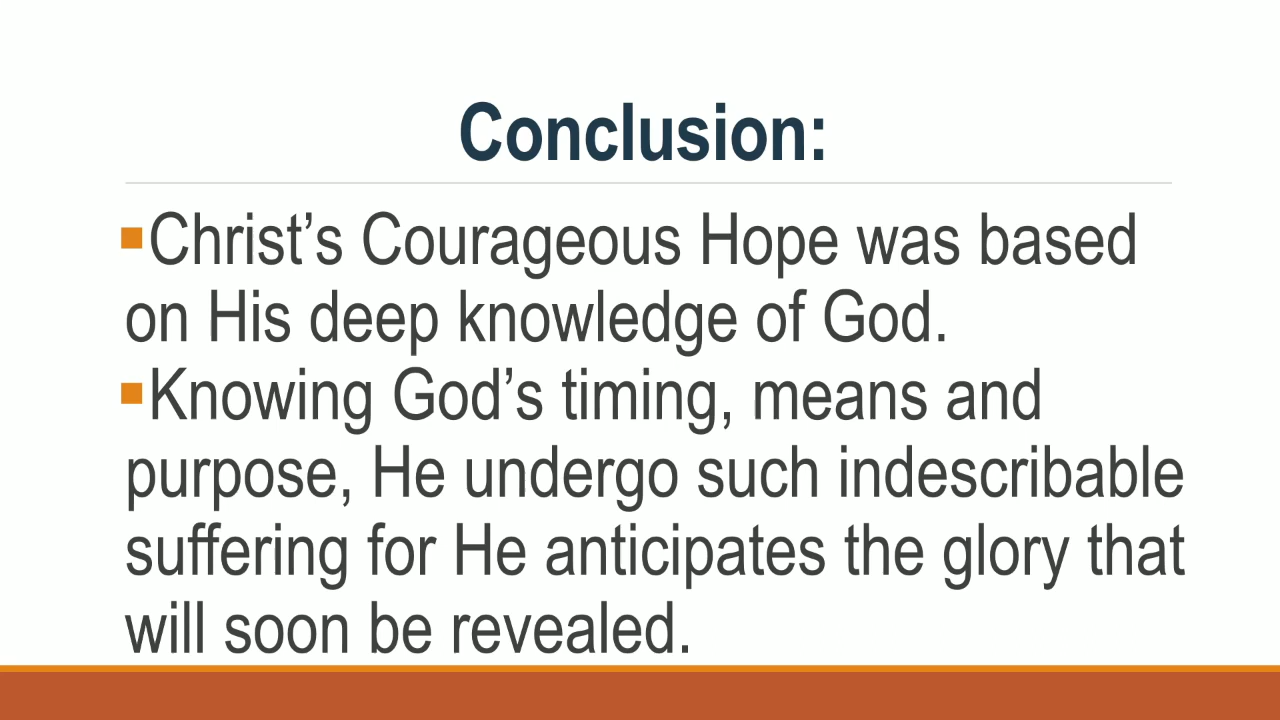 Conclusion:
▪Christ’s Courageous Hope was based
on His deep knowledge of God.
▪Knowing God’s timing, means and
purpose, He undergo such indescribable
suffering for He anticipates the glory that
will soon be revealed.